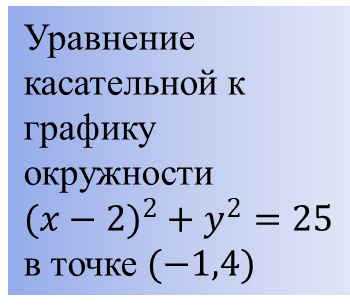 Уравнение
касательной к
графику
окружности
(x − 2)² + y² = 25
в точке (−1,4)